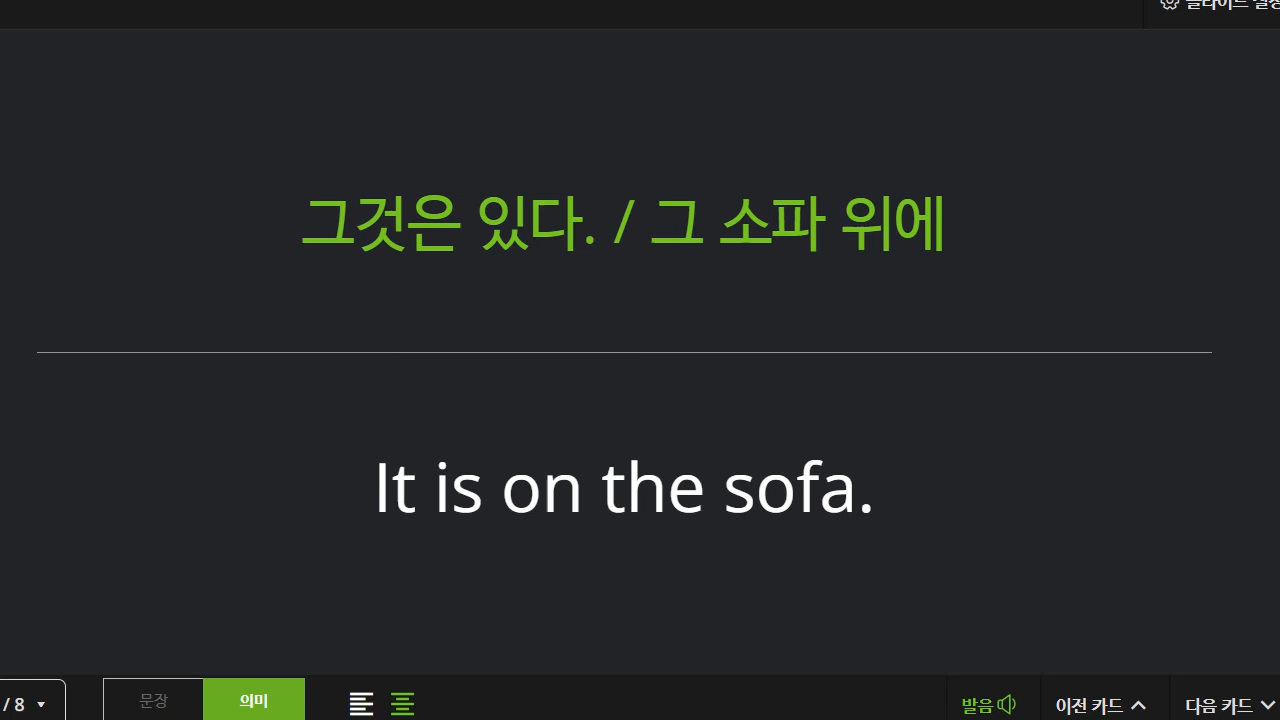 그것은 있다. / 그 소파 위에
It is on the sofa.
/ 8
문장
의미
발음
이전 카드
다음 카드